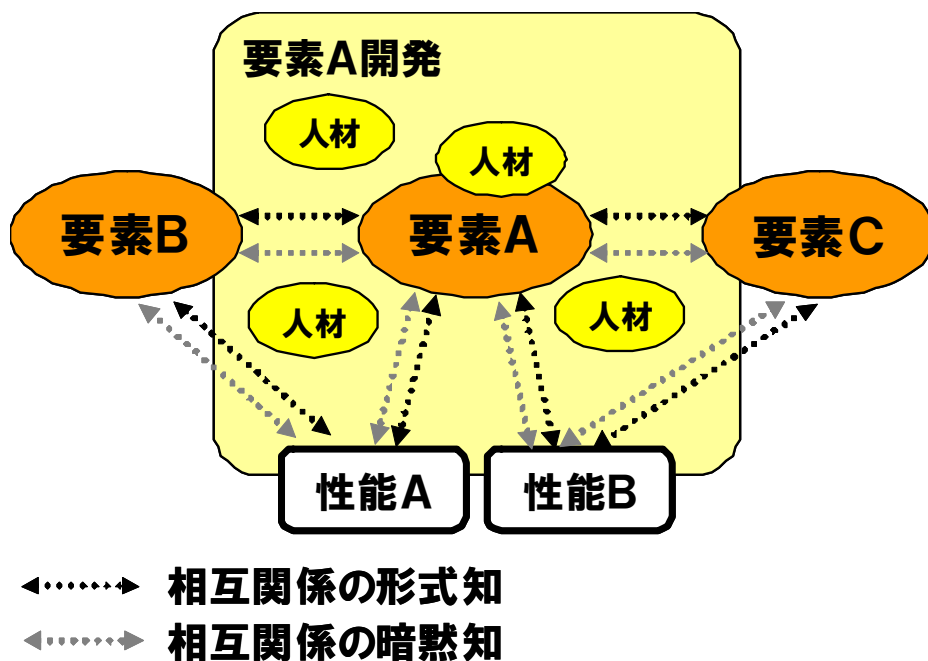 要素A開発
人材
人材
要素B
要素A
要素C
人材
人材
性能A
性能B
相互関係の形式知
相互関係の暗黙知